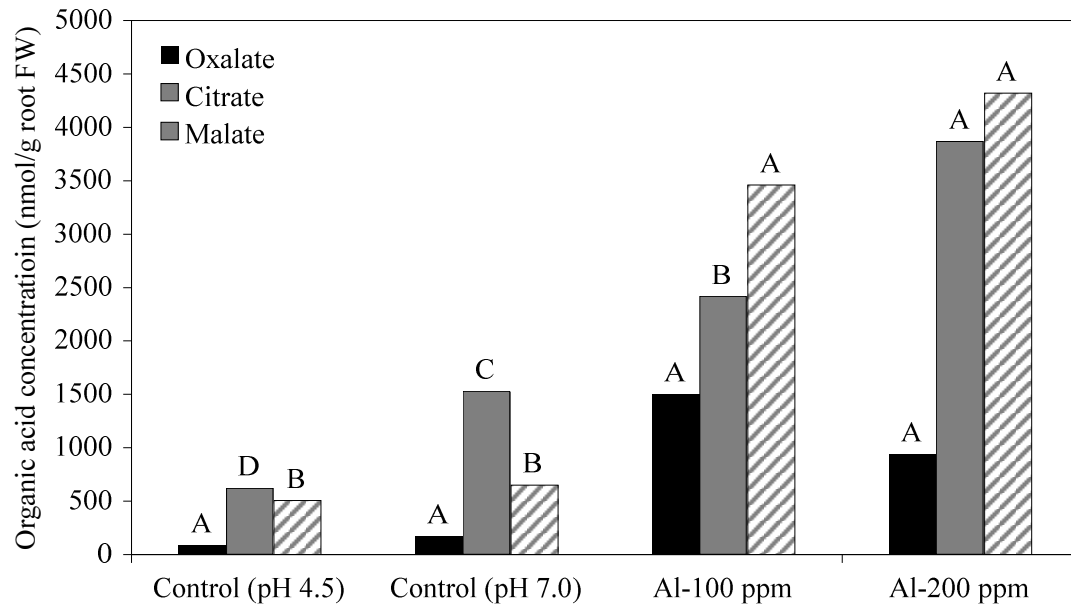 Organic acid concentratioin (nmol/g root FW)
5000
4500
4000
3500
3000
2500
2000
1500
1000
500
0
Oxalate
Citrate
Malate
A
D
B
A
C
B
A
B
A
A
A
A
Control (pH 4.5)
Control (pH 7.0)
Al-100 ppm
Al-200 ppm